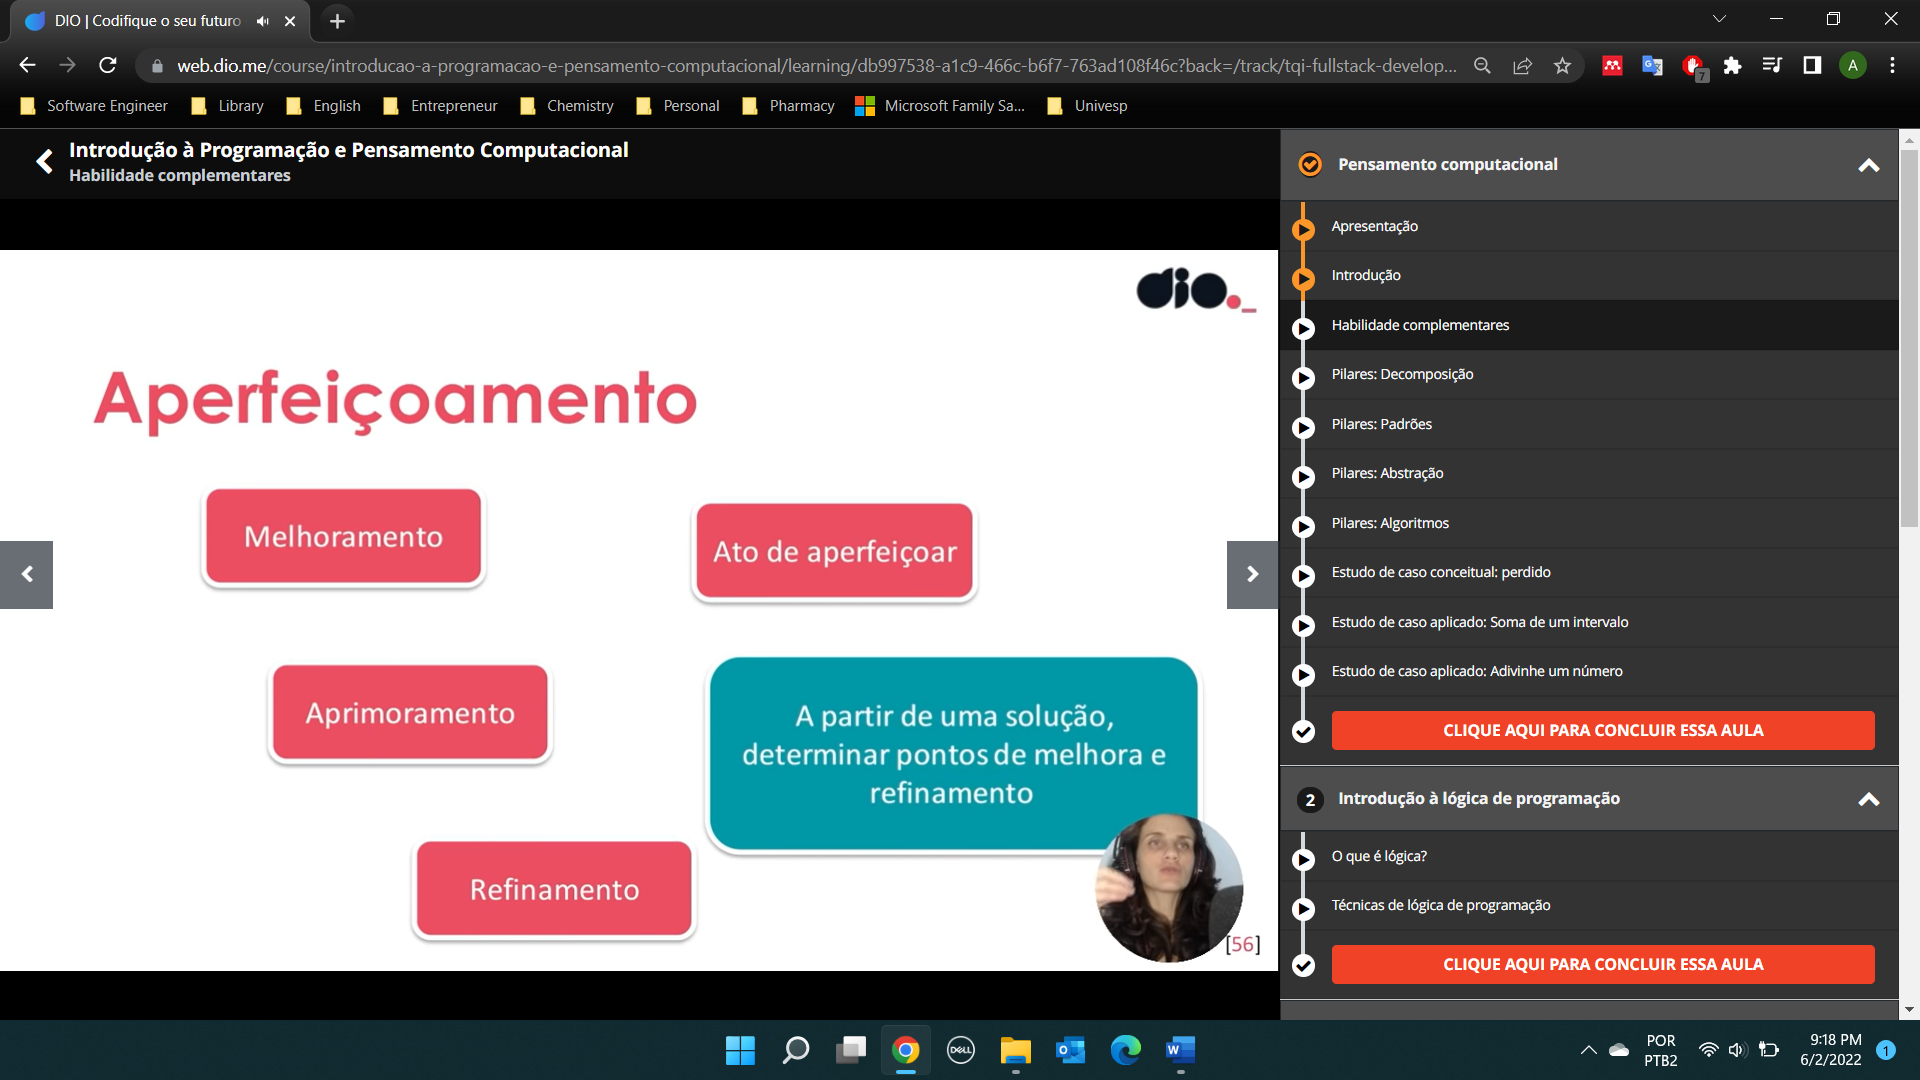 DIO | Codifique o seu futuro
web.dio.me/course/introducao-a-programacao-e-pensamento-computacional/learning/db997538-a1c9-466c-b6f7-763ad108f46c?back=/track/tqi-fullstack-develop...
7
A
Software Engineer
Library
English
Entrepreneur
Chemistry
Personal
Pharmacy
Microsoft Family Sa...
Univesp
Introdução à Programação e Pensamento Computacional
Habilidade complementares
dio._
Aperfeiçoamento
Melhoramento
Ato de aperfeiçoar
Aprimoramento
A partir de uma solução,
determinar pontos de melhora e
refinamento
Refinamento
[56]
Pensamento computacional
Apresentação
Introdução
Habilidade complementares
Pilares: Decomposição
Pilares: Padrões
Pilares: Abstração
Pilares: Algoritmos
Estudo de caso conceitual: perdido
Estudo de caso aplicado: Soma de um intervalo
Estudo de caso aplicado: Adivinhe um número
CLIQUE AQUI PARA CONCLUIR ESSA AULA
2
Introdução à lógica de programação
O que é lógica?
Técnicas de lógica de programação
CLIQUE AQUI PARA CONCLUIR ESSA AULA
DELL
W
POR
PTB2
9:18 PM
6/2/2022
1